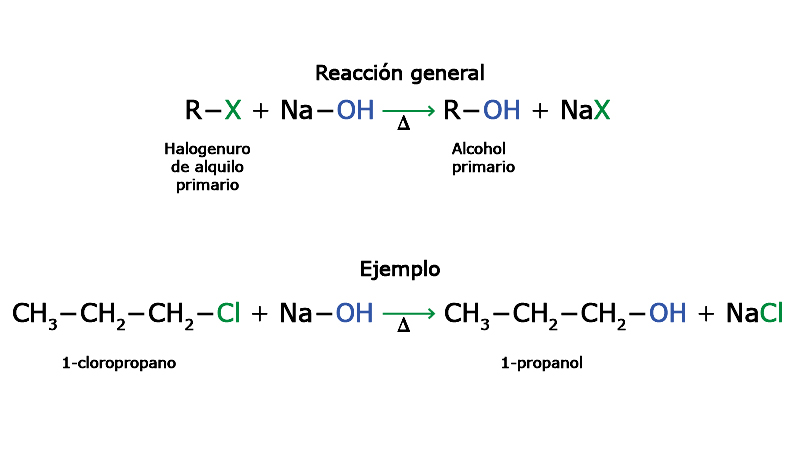 Reacción general
R−X + Na−OH ⟶ R−OH + NaX
Δ
Halogenuro
de alquilo
primario
Alcohol
primario
Ejemplo
CH₃−CH₂−CH₂−Cl + Na−OH ⟶ CH₃−CH₂−CH₂−OH + NaCl
Δ
1-cloropropano
1-propanol